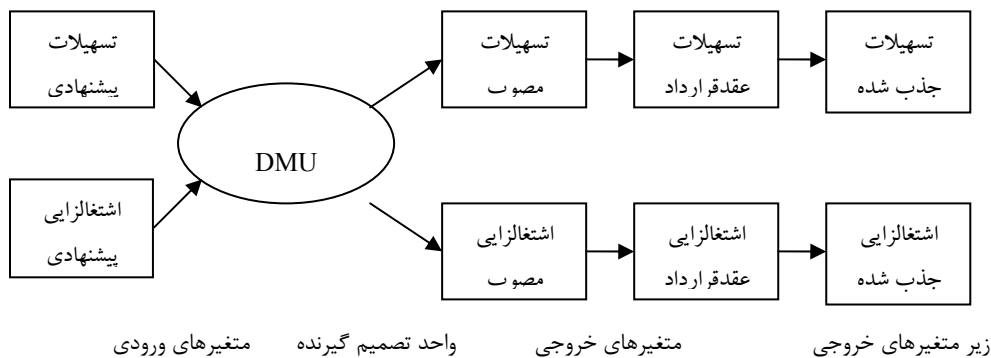 تسهیلات
پیشنهادی
اشتغالزایی
پیشنهادی
DMU
تسهیلات
مصوب
تسهیلات
عقدقرارداد
تسهیلات
جذب شده
اشتغالزایی
مصوب
اشتغالزایی
عقدقرارداد
اشتغالزایی
جذب شده
متغیرهای ورودی
واحد تصمیم گیرنده
متغیرهای خروجی
زیر متغیرهای خروجی